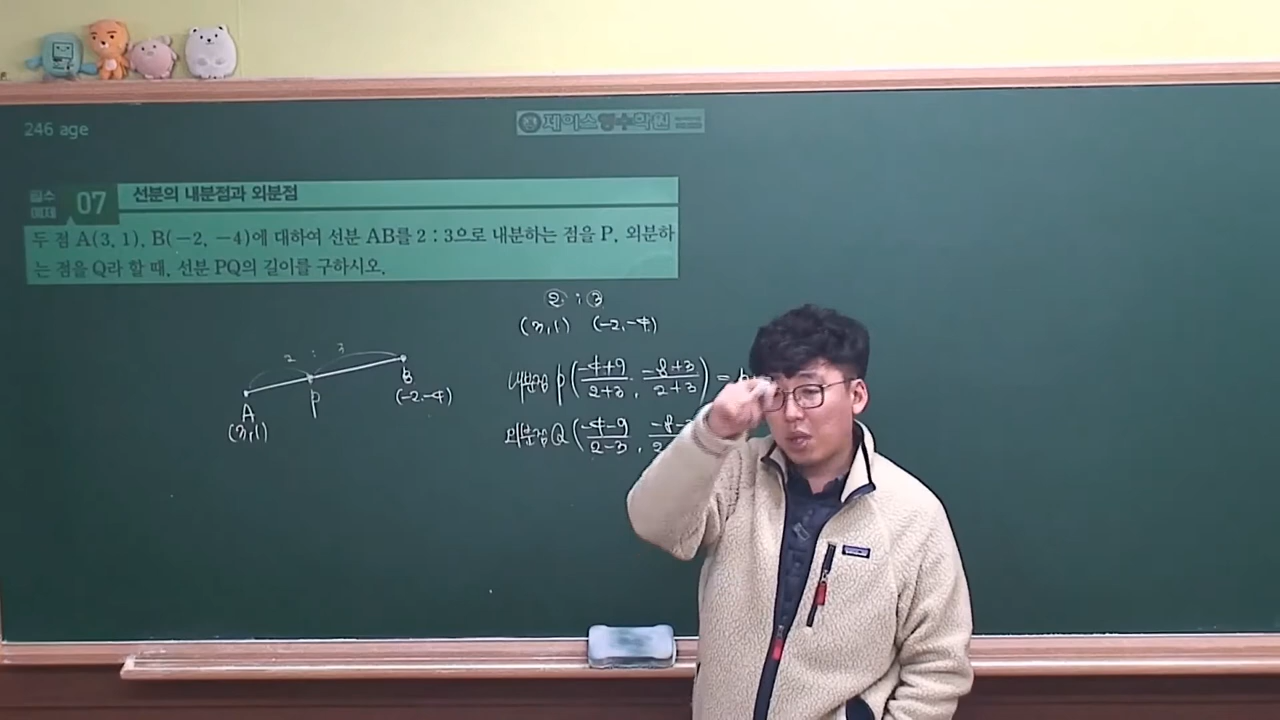 246 age
제이스영수학원
필수 예제 07 선분의 내분점과 외분점
두 점 A(3, 1), B(−2, −4)에 대하여 선분 AB를 2 : 3으로 내분하는 점을 P, 외분하
는 점을 Q라 할 때, 선분 PQ의 길이를 구하시오.
2 : 3
(3,1) (-2,-4)
2 : 3
A P B
(3,1) (-2,-4)
내분점 P(-4+9/2+3, -8+3/2+3) =
외분점 Q(-4-9/2-3, -8-